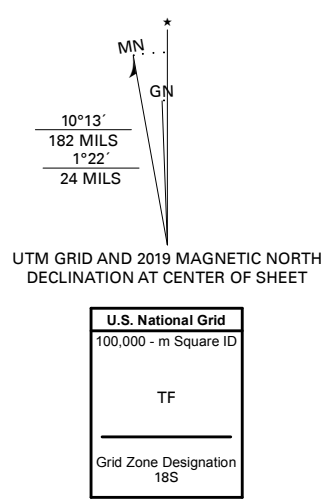 ★
MN
GN
10°13´
182 MILS
1°22´
24 MILS
UTM GRID AND 2019 MAGNETIC NORTH
DECLINATION AT CENTER OF SHEET
U.S. National Grid
100,000 - m Square ID
TF
Grid Zone Designation
18S